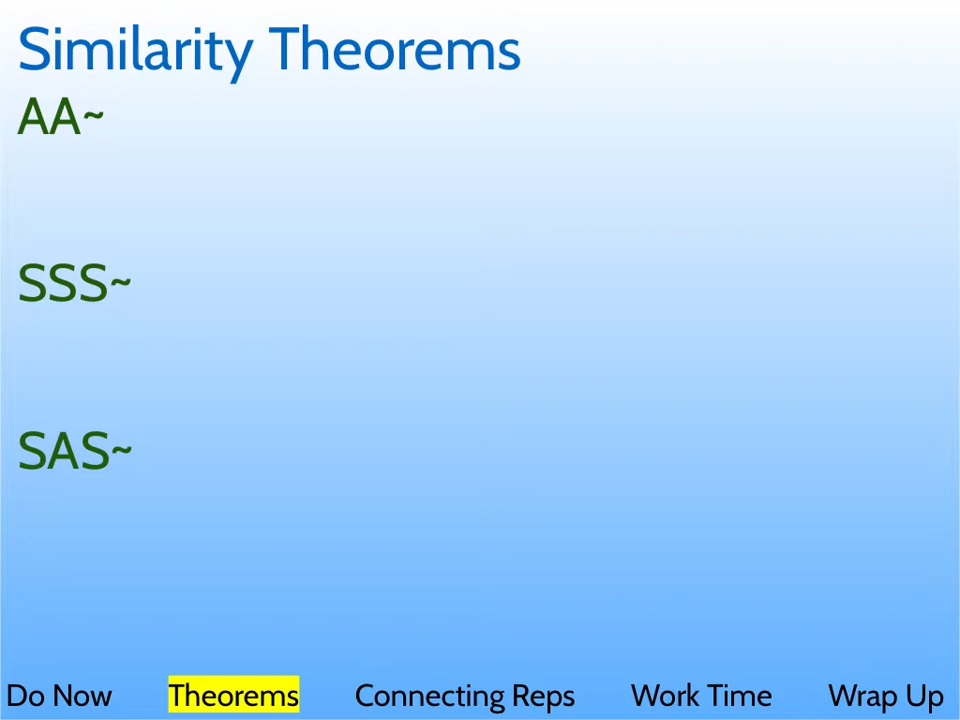 Similarity Theorems
AA~
SSS~
SAS~
Do Now Theorems Connecting Reps Work Time Wrap Up